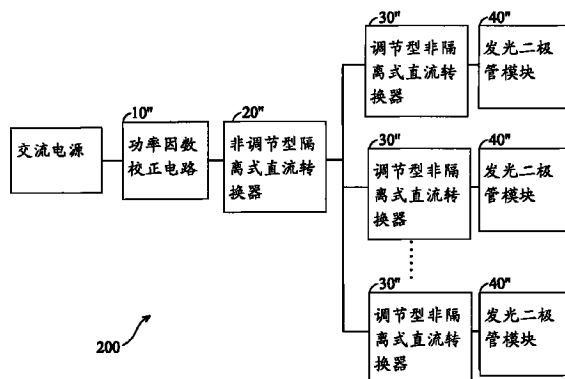 30"
40"
调节型非隔
离式直流转
换器
发光二极
管模块
10"
20"
交流电源
功率因数
校正电路
非调节型隔
离式直流转
换器
30"
40"
调节型非隔
离式直流转
换器
发光二极
管模块
30"
40"
调节型非隔
离式直流转
换器
发光二极
管模块
200